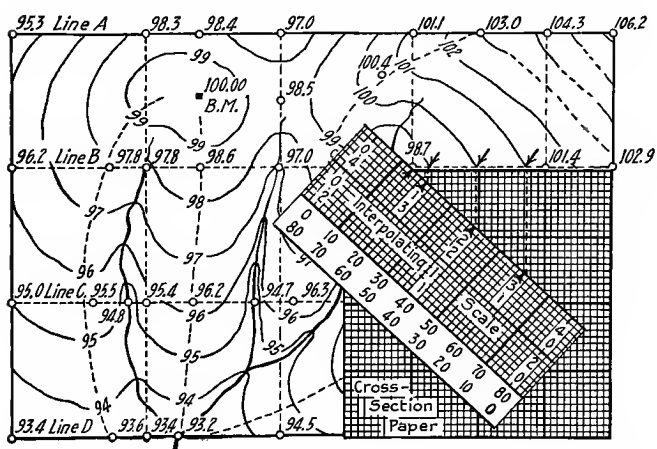 95.3 Line A 98.3 98.4 97.0 101.1 103.0 104.3 106.2
99 102
100.4 101
100.00 100
B.M. 98.5
99 99 99
96.2 Line B 97.8 97.8 98.6 97.0 98.7 101.4 102.9
97 98
96 97 97
95.0 Line C 95.5 95.4 96.2 94.7 96.3
94.8 96 96
95 95 95
94 94
93.4 Line D 93.6 93.4 93.2 94.5
Interpolating
Scale
0 10 20 30 40 50 60 70 80
80 70 60 50 40 30 20 10 0
Cross-
Section
Paper